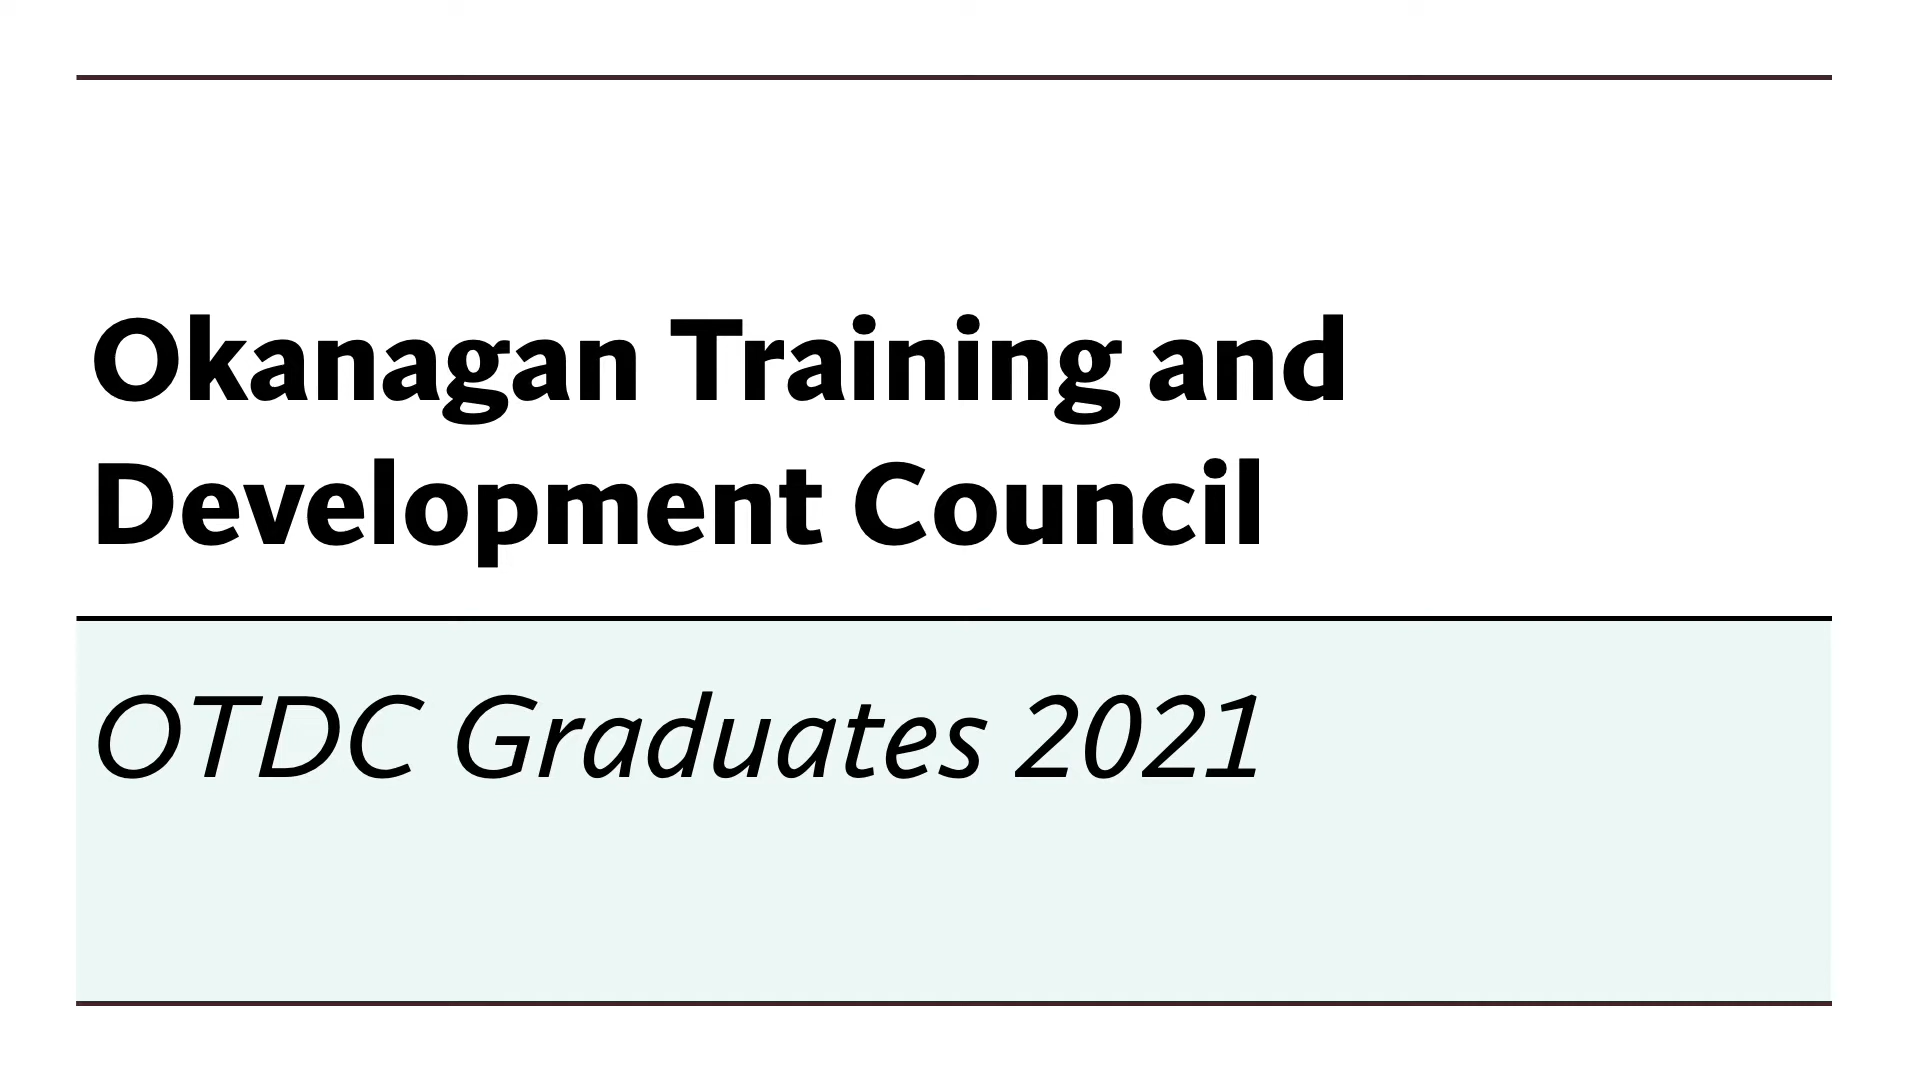 Okanagan Training and
Development Council
OTDC Graduates 2021